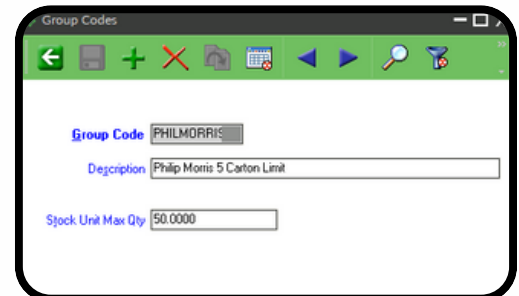 Group Codes
Group Code PHILMORRIS
Description Philip Morris 5 Carton Limit
Stock Unit Max Qty 50.0000